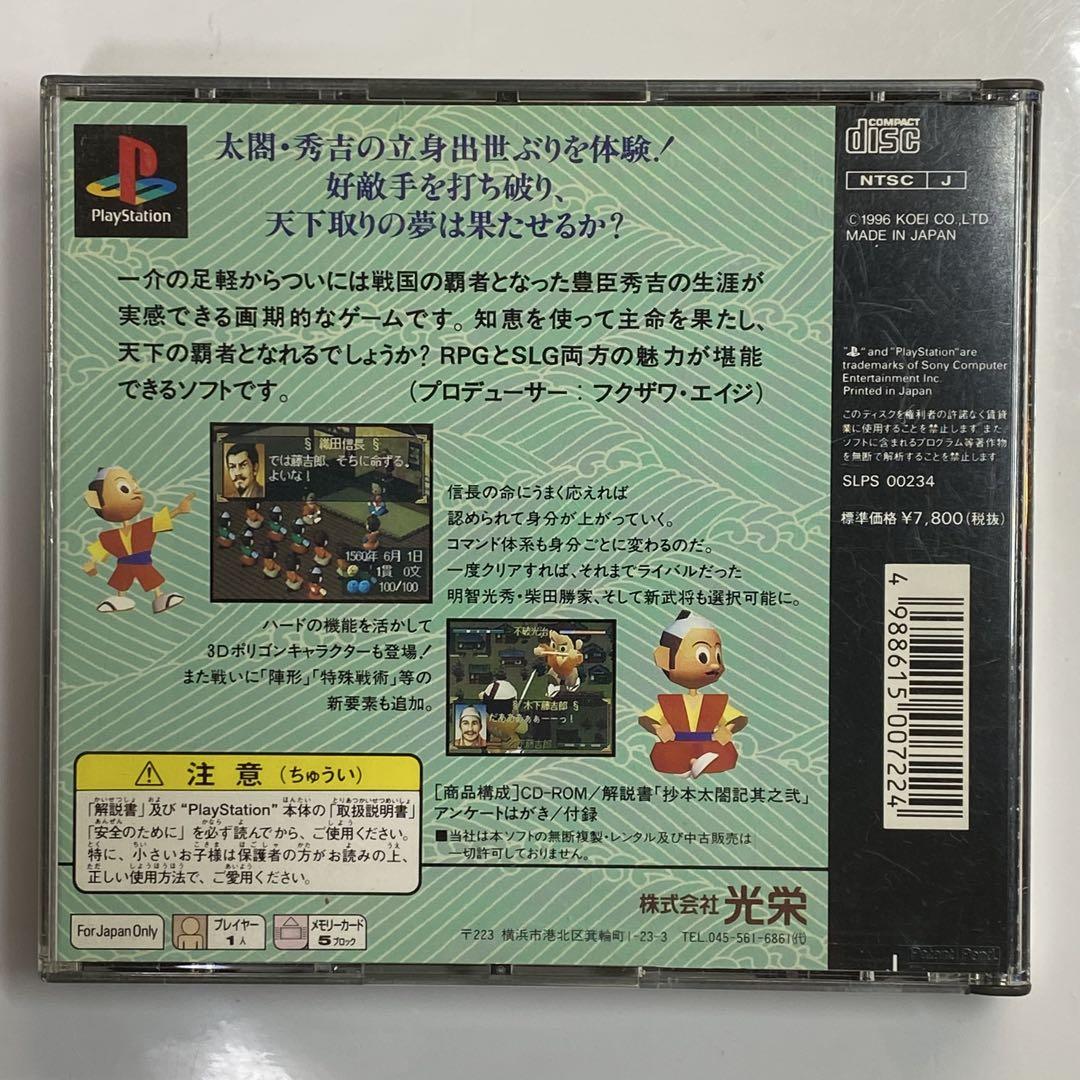 PlayStation
太閤・秀吉の立身出世ぶりを体験!
好敵手を打ち破り、
天下取りの夢は果たせるか?
一介の足軽からついには戦国の覇者となった豊臣秀吉の生涯が
実感できる画期的なゲームです。知恵を使って主命を果たし、
天下の覇者となれるでしょうか?RPGとSLG両方の魅力が堪能
できるソフトです。 (プロデューサー:フクザワ・エイジ)
§ 織田信長 §
では藤吉郎、そちに命ずる。
よいな!
1560年 6月 1日
1貫 0文
100/100
信長の命にうまく応えれば
認められて身分が上がっていく。
コマンド体系も身分ごとに変わるのだ。
一度クリアすれば、それまでライバルだった
明智光秀・柴田勝家、そして新武将も選択可能に。
ハードの機能を活かして
3Dポリゴンキャラクターも登場!
また戦いに「陣形」「特殊戦術」等の
新要素も追加。
不破光治
§ 木下藤吉郎 §
だあああぁぁーーっ!
⚠ 注意(ちゅうい)
「解説書」及び“PlayStation”本体の「取扱説明書」
「安全のために」を必ず読んでから、ご使用ください。
特に、小さいお子様は保護者の方がお読みの上、
正しい使用方法で、ご愛用ください。
[商品構成]CD-ROM/解説書「抄本太閤記其之弐」
アンケートはがき/付録
■当社は本ソフトの無断複製・レンタル及び中古販売は
一切許可しておりません。
株式会社 光栄
〒223 横浜市港北区箕輪町1-23-3 TEL.045-561-6861(代)
For Japan Only
プレイヤー
1人
メモリーカード
5ブロック
COMPACT
disc
NTSC J
©1996 KOEI CO.,LTD
MADE IN JAPAN
"PS" and "PlayStation" are
trademarks of Sony Computer
Entertainment Inc.
Printed in Japan
このディスクを権利者の許諾なく賃貸
業に使用することを禁止します。また、
ソフトに含まれるプログラム等著作物
を無断で解析することを禁止します。
SLPS 00234
標準価格 ¥7,800(税抜)
4 988615 007224